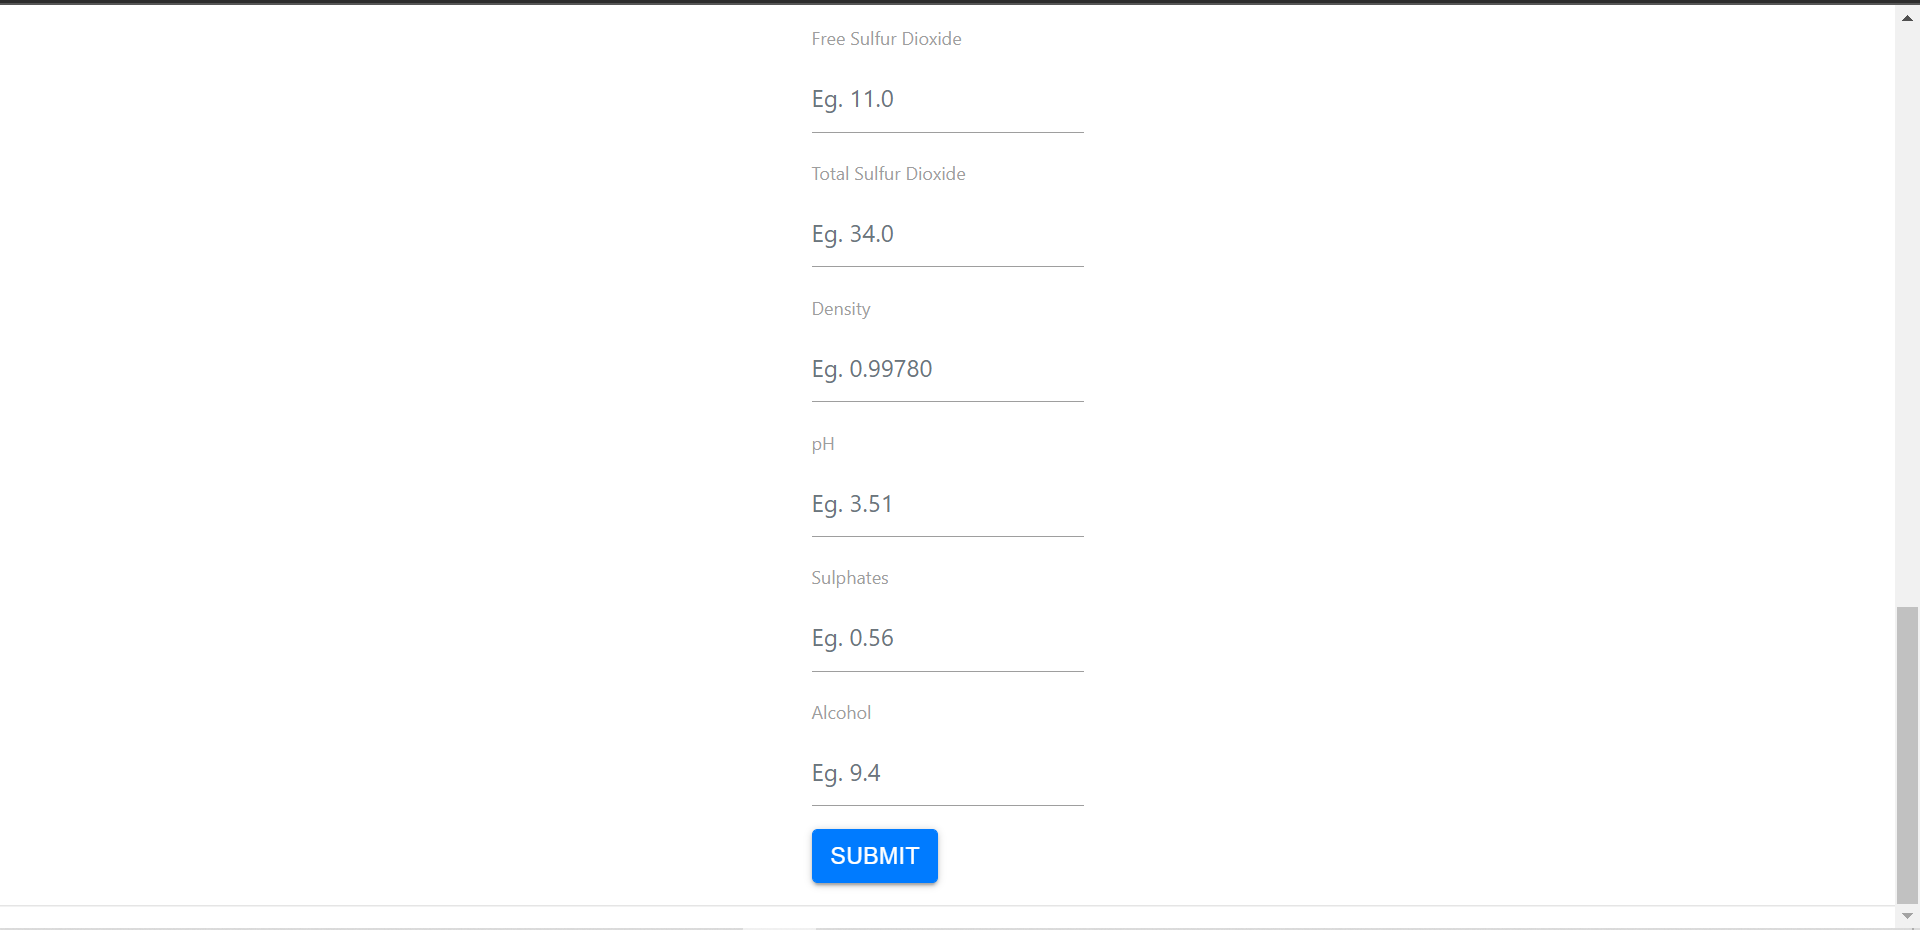 Free Sulfur Dioxide
Eg. 11.0
Total Sulfur Dioxide
Eg. 34.0
Density
Eg. 0.99780
pH
Eg. 3.51
Sulphates
Eg. 0.56
Alcohol
Eg. 9.4
SUBMIT